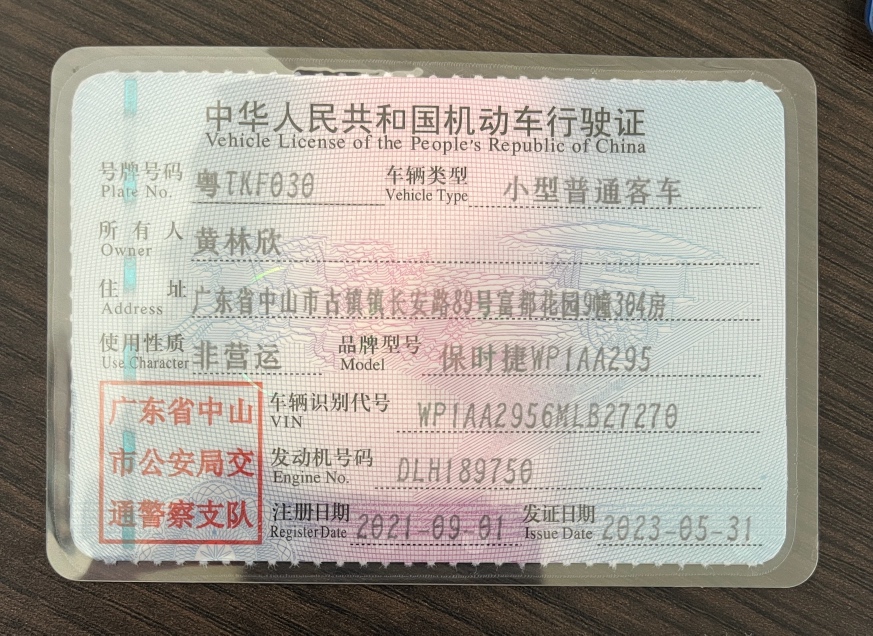 中华人民共和国机动车行驶证
Vehicle License of the People's Republic of China
号牌号码 粤TKF030 车辆类型 小型普通客车
Plate No. Vehicle Type
所有人 黄林欣
Owner
住址 广东省中山市古镇镇长安路89号富都花园9幢304房
Address
使用性质 非营运 品牌型号 保时捷WP1AA295
Use Character Model
广东省中山 车辆识别代号 WP1AA2956MLB27270
VIN
市公安局交 发动机号码 DLH189750
Engine No.
通警察支队 注册日期 2021-09-01 发证日期 2023-05-31
Register Date Issue Date